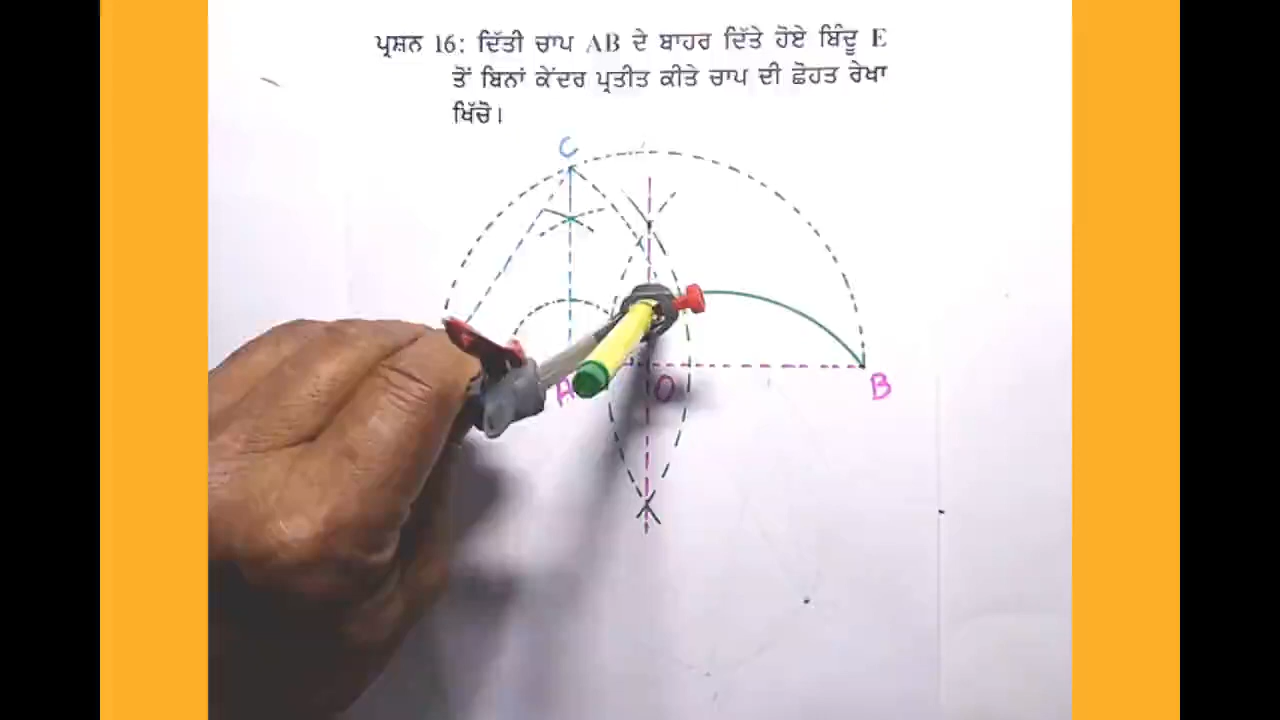 ਪ੍ਰਸ਼ਨ 16: ਦਿੱਤੀ ਚਾਪ AB ਦੇ ਬਾਹਰ ਦਿੱਤੇ ਹੋਏ ਬਿੰਦੂ E
ਤੋਂ ਬਿਨਾਂ ਕੇਂਦਰ ਪ੍ਰਤੀਤ ਕੀਤੇ ਚਾਪ ਦੀ ਛੋਹਤ ਰੇਖਾ
ਖਿੱਚੋ।
C
A O B